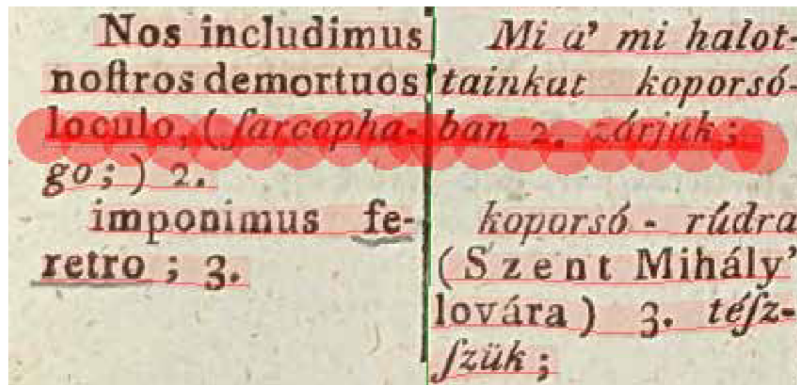 Nos includimus
noſtros demortuos
loculo, (ſarcopha-
go ; ) 2.
imponimus fe-
retro ; 3.
Mi a' mi halot-
tainkat koporsó-
ban 2. zárjuk ;
koporsó - rúdra
(Szent Mihály'
lovára) 3. téſz-
ſzük ;